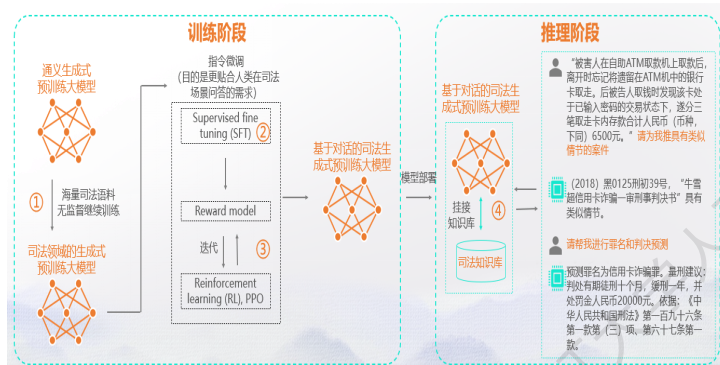 训练阶段
通义生成式
预训练大模型
①
海量司法语料
无监督继续训练
司法领域的生成式
预训练大模型
指令微调
(目的是更贴合人类在司法
场景问答的需求)
Supervised fine
tuning (SFT)
②
Reward model
迭代
③
Reinforcement
learning (RL), PPO
基于对话的司法生
成式预训练大模型
模型部署
推理阶段
基于对话的司法生
成式预训练大模型
挂接
知识库
④
司法知识库
“被害人在自助ATM取款机上取款后,
离开时忘记将遗留在ATM机中的银行
卡取走。后被告人取钱时发现该卡处
于已输入密码的交易状态下，遂分三
笔取走卡内存款合计人民币（币种，
下同）6500元。”请为我推具有类似
情节的案件
（2018）黑0125刑初39号，“牛雪
超信用卡诈骗一审刑事判决书”具有
类似情节。
请帮我进行罪名和判决预测
预测罪名为信用卡诈骗罪。量刑建议：
判处有期徒刑十个月，缓刑一年，并
处罚金人民币20000元。依据：《中
华人民共和国刑法》第一百九十六条
第一款第（三）项、第六十七条第一
款。